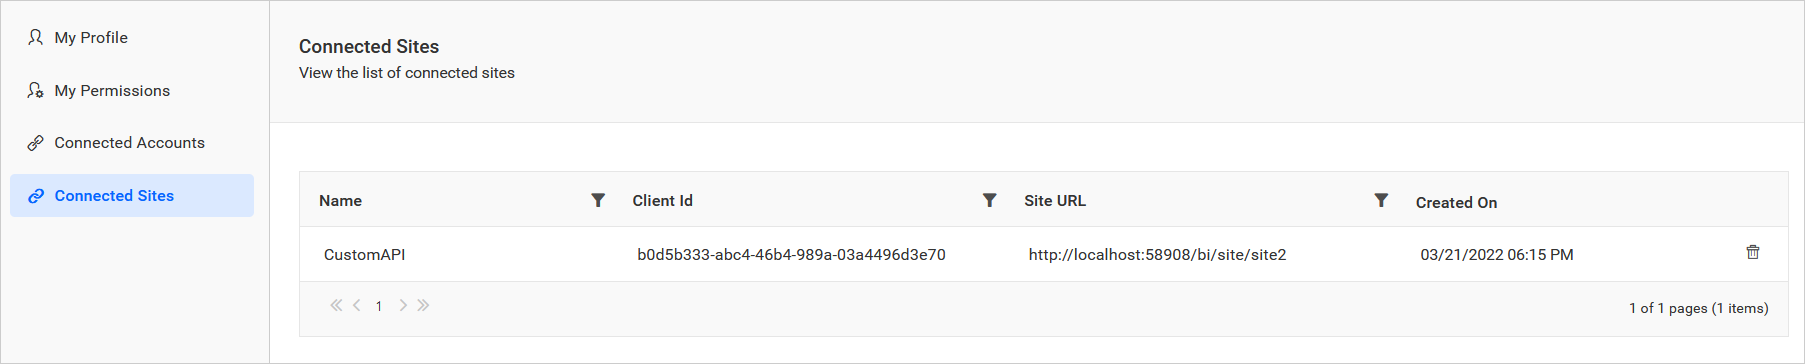 My Profile
My Permissions
Connected Accounts
Connected Sites
Connected Sites
View the list of connected sites
Name Client Id Site URL Created On
CustomAPI b0d5b333-abc4-46b4-989a-03a4496d3e70 http://localhost:58908/bi/site/site2 03/21/2022 06:15 PM
1 1 of 1 pages (1 items)